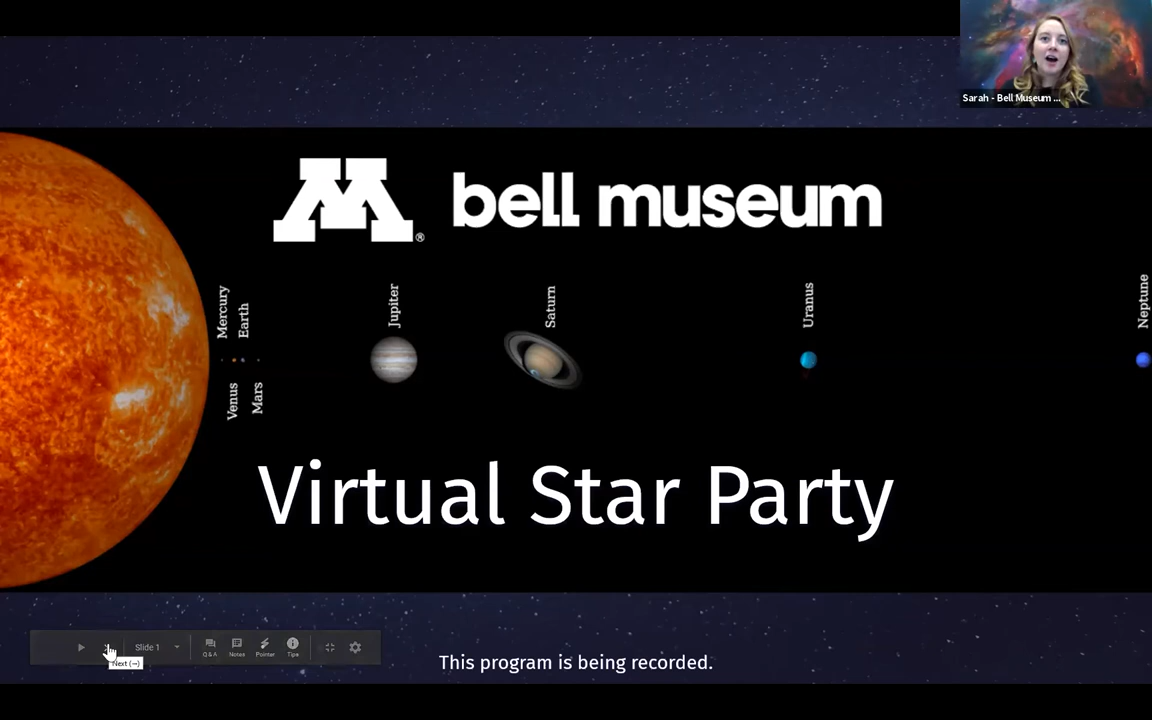 Sarah - Bell Museum ...
M®
bell museum
Mercury
Venus
Earth
Mars
Jupiter
Saturn
Uranus
Neptune
Virtual Star Party
Slide 1
Q & A
Notes
Pointer
Tips
Next (→)
This program is being recorded.